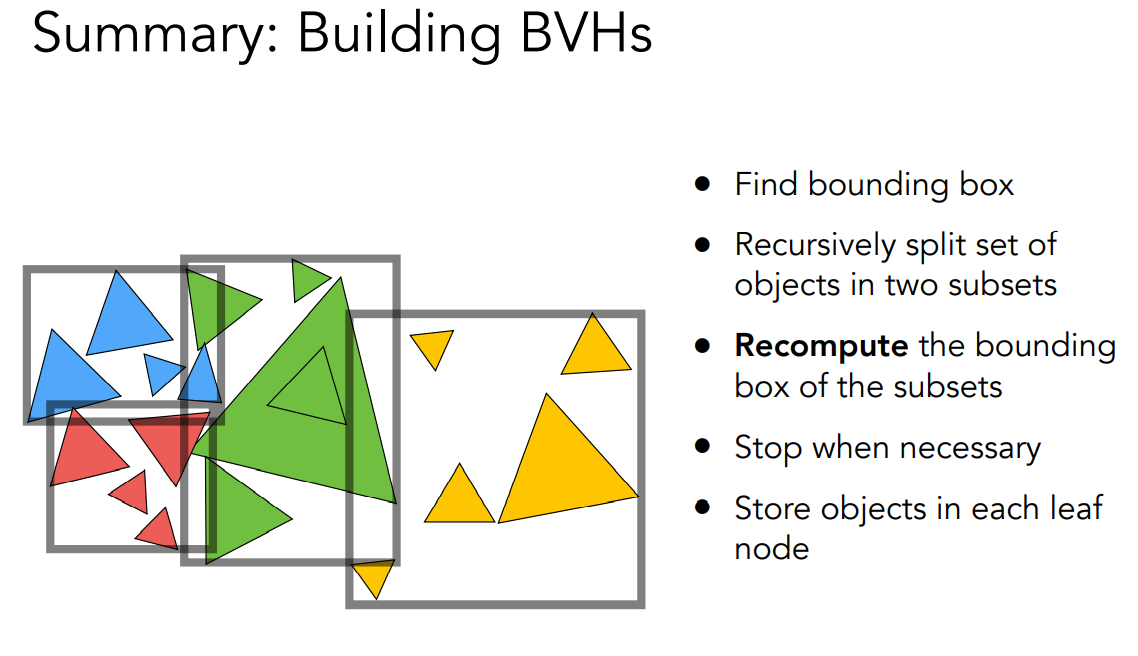 Summary: Building BVHs
● Find bounding box
● Recursively split set of
objects in two subsets
● Recompute the bounding
box of the subsets
● Stop when necessary
● Store objects in each leaf
node